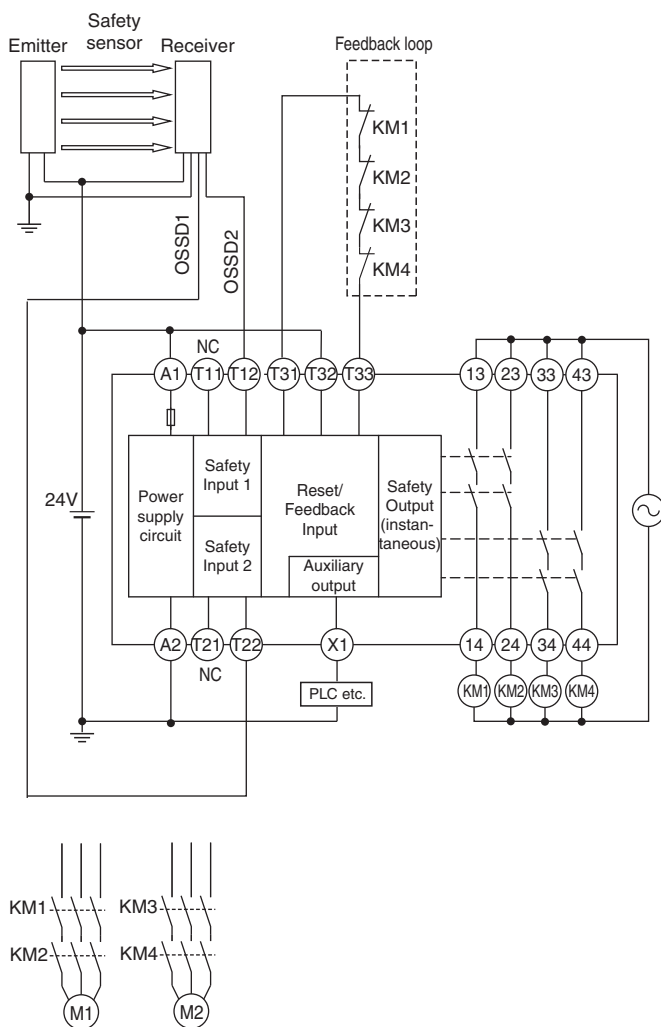 Safety
sensor
Emitter
Receiver
Feedback loop
KM1
KM2
KM3
KM4
OSSD1
OSSD2
NC
A1
T11
T12
T31
T32
T33
13
23
33
43
24V
Power
supply
circuit
Safety
Input 1
Safety
Input 2
Reset/
Feedback
Input
Auxiliary
output
Safety
Output
(instan-
taneous)
A2
T21
T22
X1
14
24
34
44
NC
PLC etc.
KM1
KM2
KM3
KM4
KM1
KM2
M1
KM3
KM4
M2